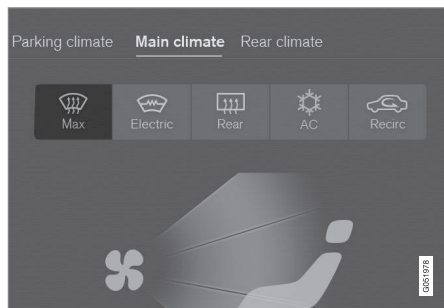 Parking climate Main climate Rear climate
Max Electric Rear AC Recirc
G051978